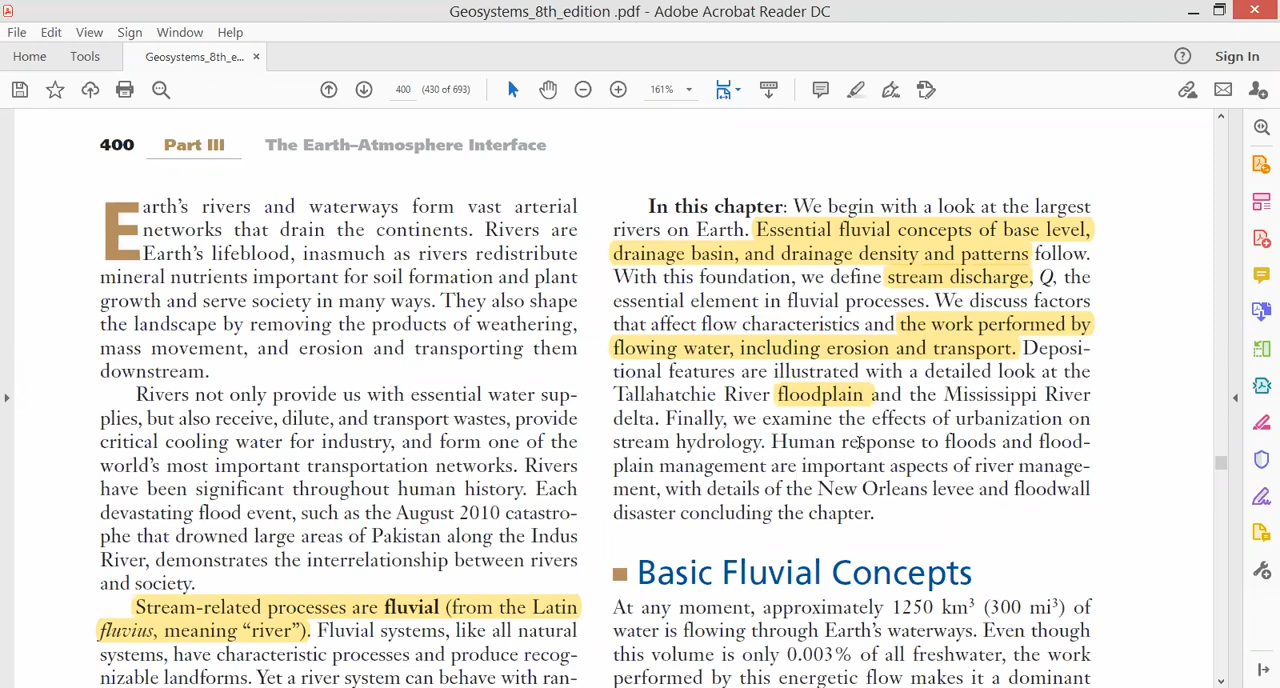 Geosystems_8th_edition .pdf - Adobe Acrobat Reader DC
File Edit View Sign Window Help
Home Tools Geosystems_8th_e... × Sign In
400 (430 of 693) 161%
400 Part III The Earth–Atmosphere Interface
Earth’s rivers and waterways form vast arterial
networks that drain the continents. Rivers are
Earth’s lifeblood, inasmuch as rivers redistribute
mineral nutrients important for soil formation and plant
growth and serve society in many ways. They also shape
the landscape by removing the products of weathering,
mass movement, and erosion and transporting them
downstream.
Rivers not only provide us with essential water sup-
plies, but also receive, dilute, and transport wastes, provide
critical cooling water for industry, and form one of the
world’s most important transportation networks. Rivers
have been significant throughout human history. Each
devastating flood event, such as the August 2010 catastro-
phe that drowned large areas of Pakistan along the Indus
River, demonstrates the interrelationship between rivers
and society.
Stream-related processes are fluvial (from the Latin
fluvius, meaning “river”). Fluvial systems, like all natural
systems, have characteristic processes and produce recog-
nizable landforms. Yet a river system can behave with ran-
In this chapter: We begin with a look at the largest
rivers on Earth. Essential fluvial concepts of base level,
drainage basin, and drainage density and patterns follow.
With this foundation, we define stream discharge, Q, the
essential element in fluvial processes. We discuss factors
that affect flow characteristics and the work performed by
flowing water, including erosion and transport. Deposi-
tional features are illustrated with a detailed look at the
Tallahatchie River floodplain and the Mississippi River
delta. Finally, we examine the effects of urbanization on
stream hydrology. Human response to floods and flood-
plain management are important aspects of river manage-
ment, with details of the New Orleans levee and floodwall
disaster concluding the chapter.
Basic Fluvial Concepts
At any moment, approximately 1250 km³ (300 mi³) of
water is flowing through Earth’s waterways. Even though
this volume is only 0.003% of all freshwater, the work
performed by this energetic flow makes it a dominant